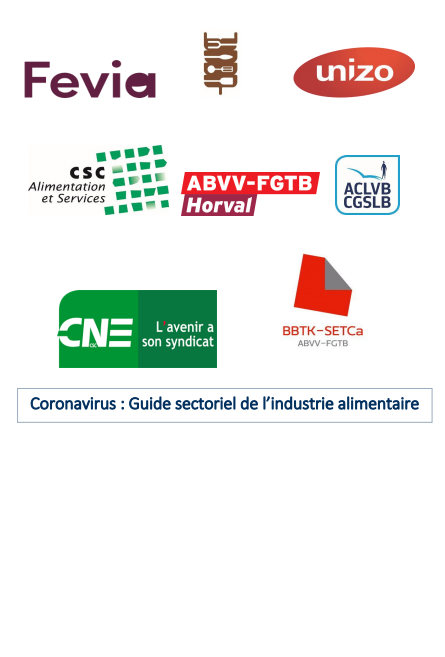 Fevia
unizo
csc
Alimentation
et Services
ABVV-FGTB
Horval
ACLVB
CGSLB
CNE
CSC
L'avenir a
son syndicat
BBTK-SETCa
ABVV-FGTB
Coronavirus : Guide sectoriel de l'industrie alimentaire